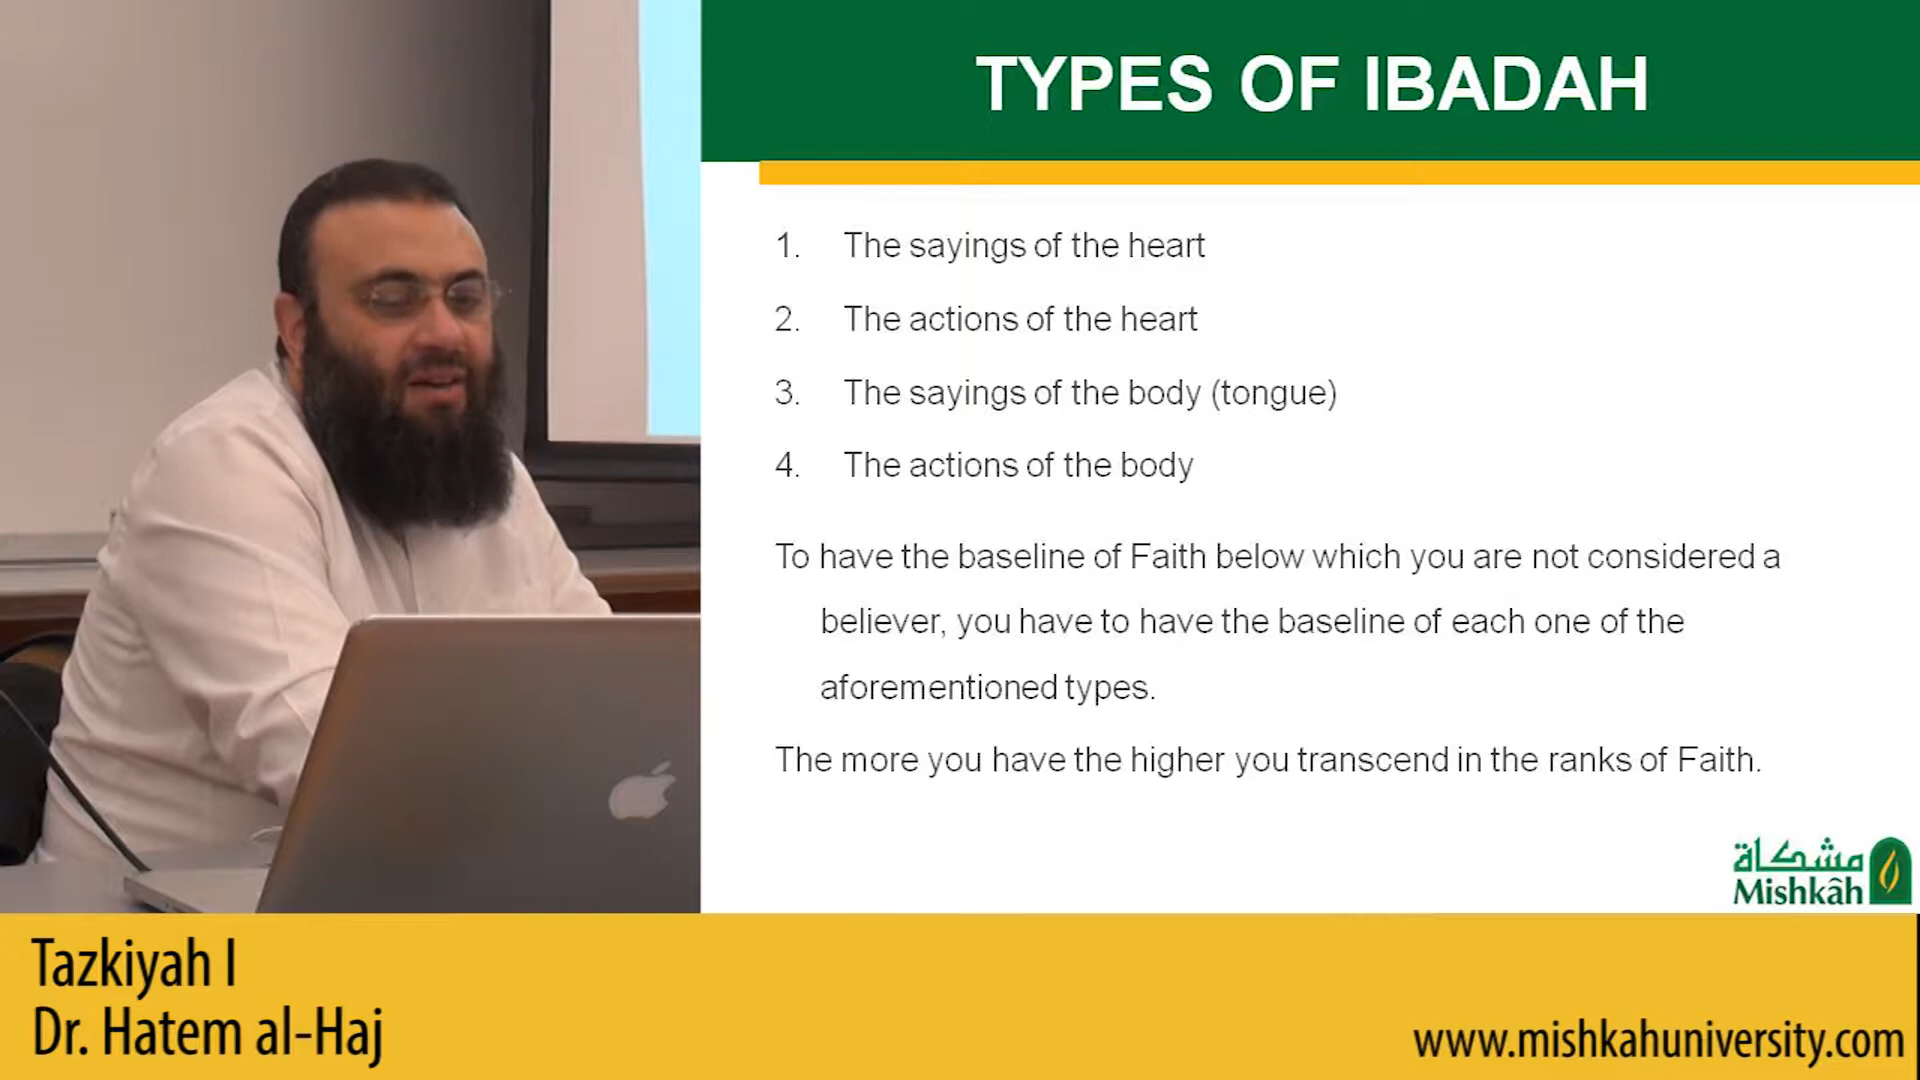 TYPES OF IBADAH
1. The sayings of the heart
2. The actions of the heart
3. The sayings of the body (tongue)
4. The actions of the body
To have the baseline of Faith below which you are not considered a
believer, you have to have the baseline of each one of the
aforementioned types.
The more you have the higher you transcend in the ranks of Faith.
مشكاة
Mishkâh
Tazkiyah I
Dr. Hatem al-Haj
www.mishkahuniversity.com